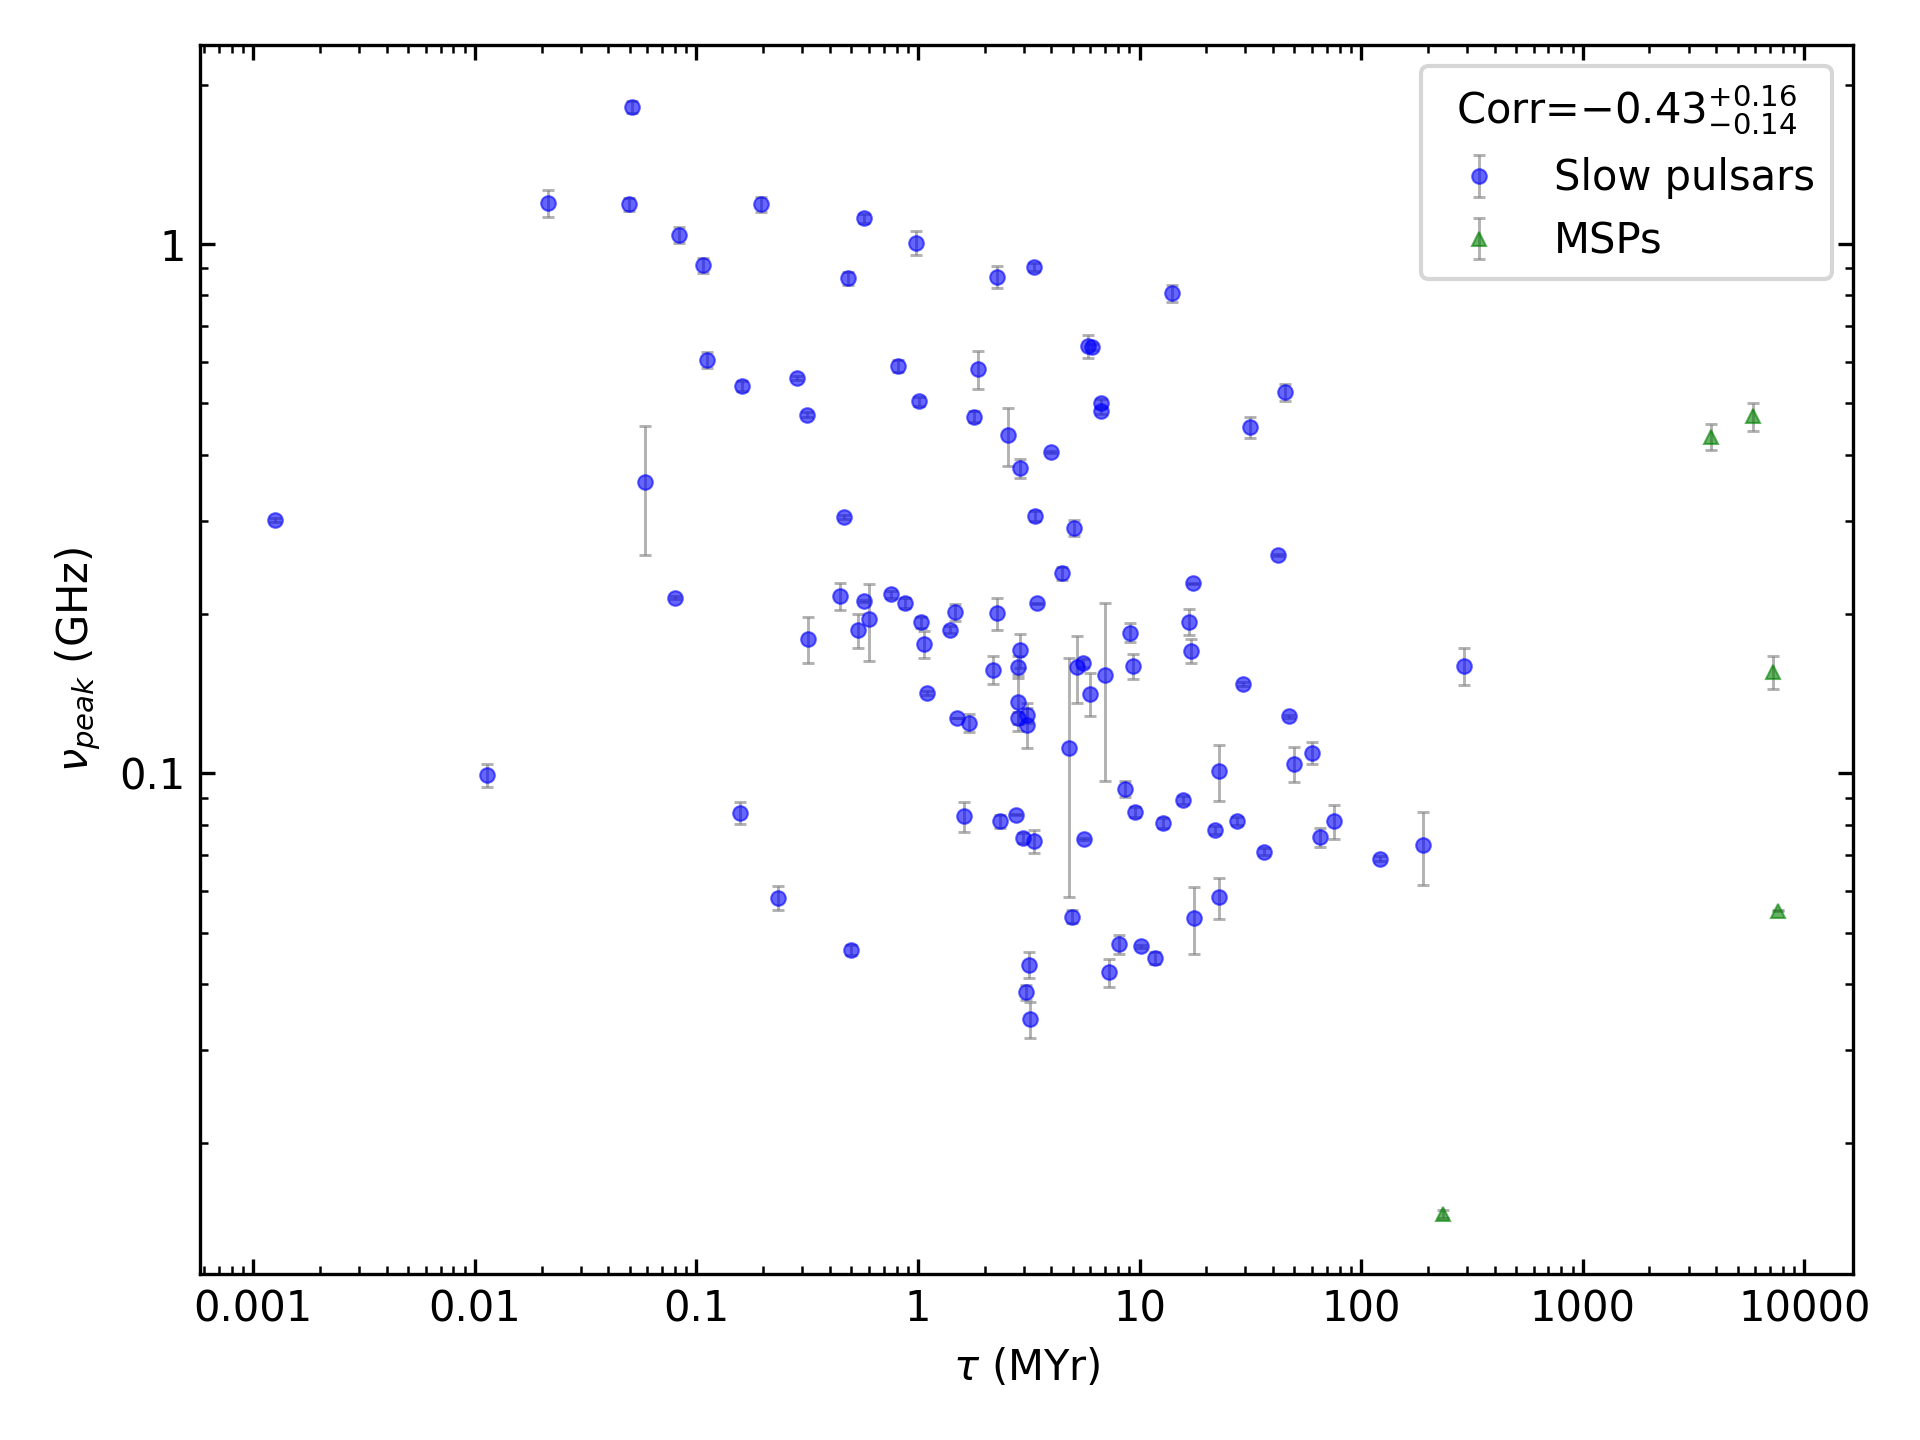 Corr=−0.43 +0.16 −0.14
Slow pulsars
MSPs
1
0.1
ν_peak (GHz)
0.001 0.01 0.1 1 10 100 1000 10000
τ (MYr)